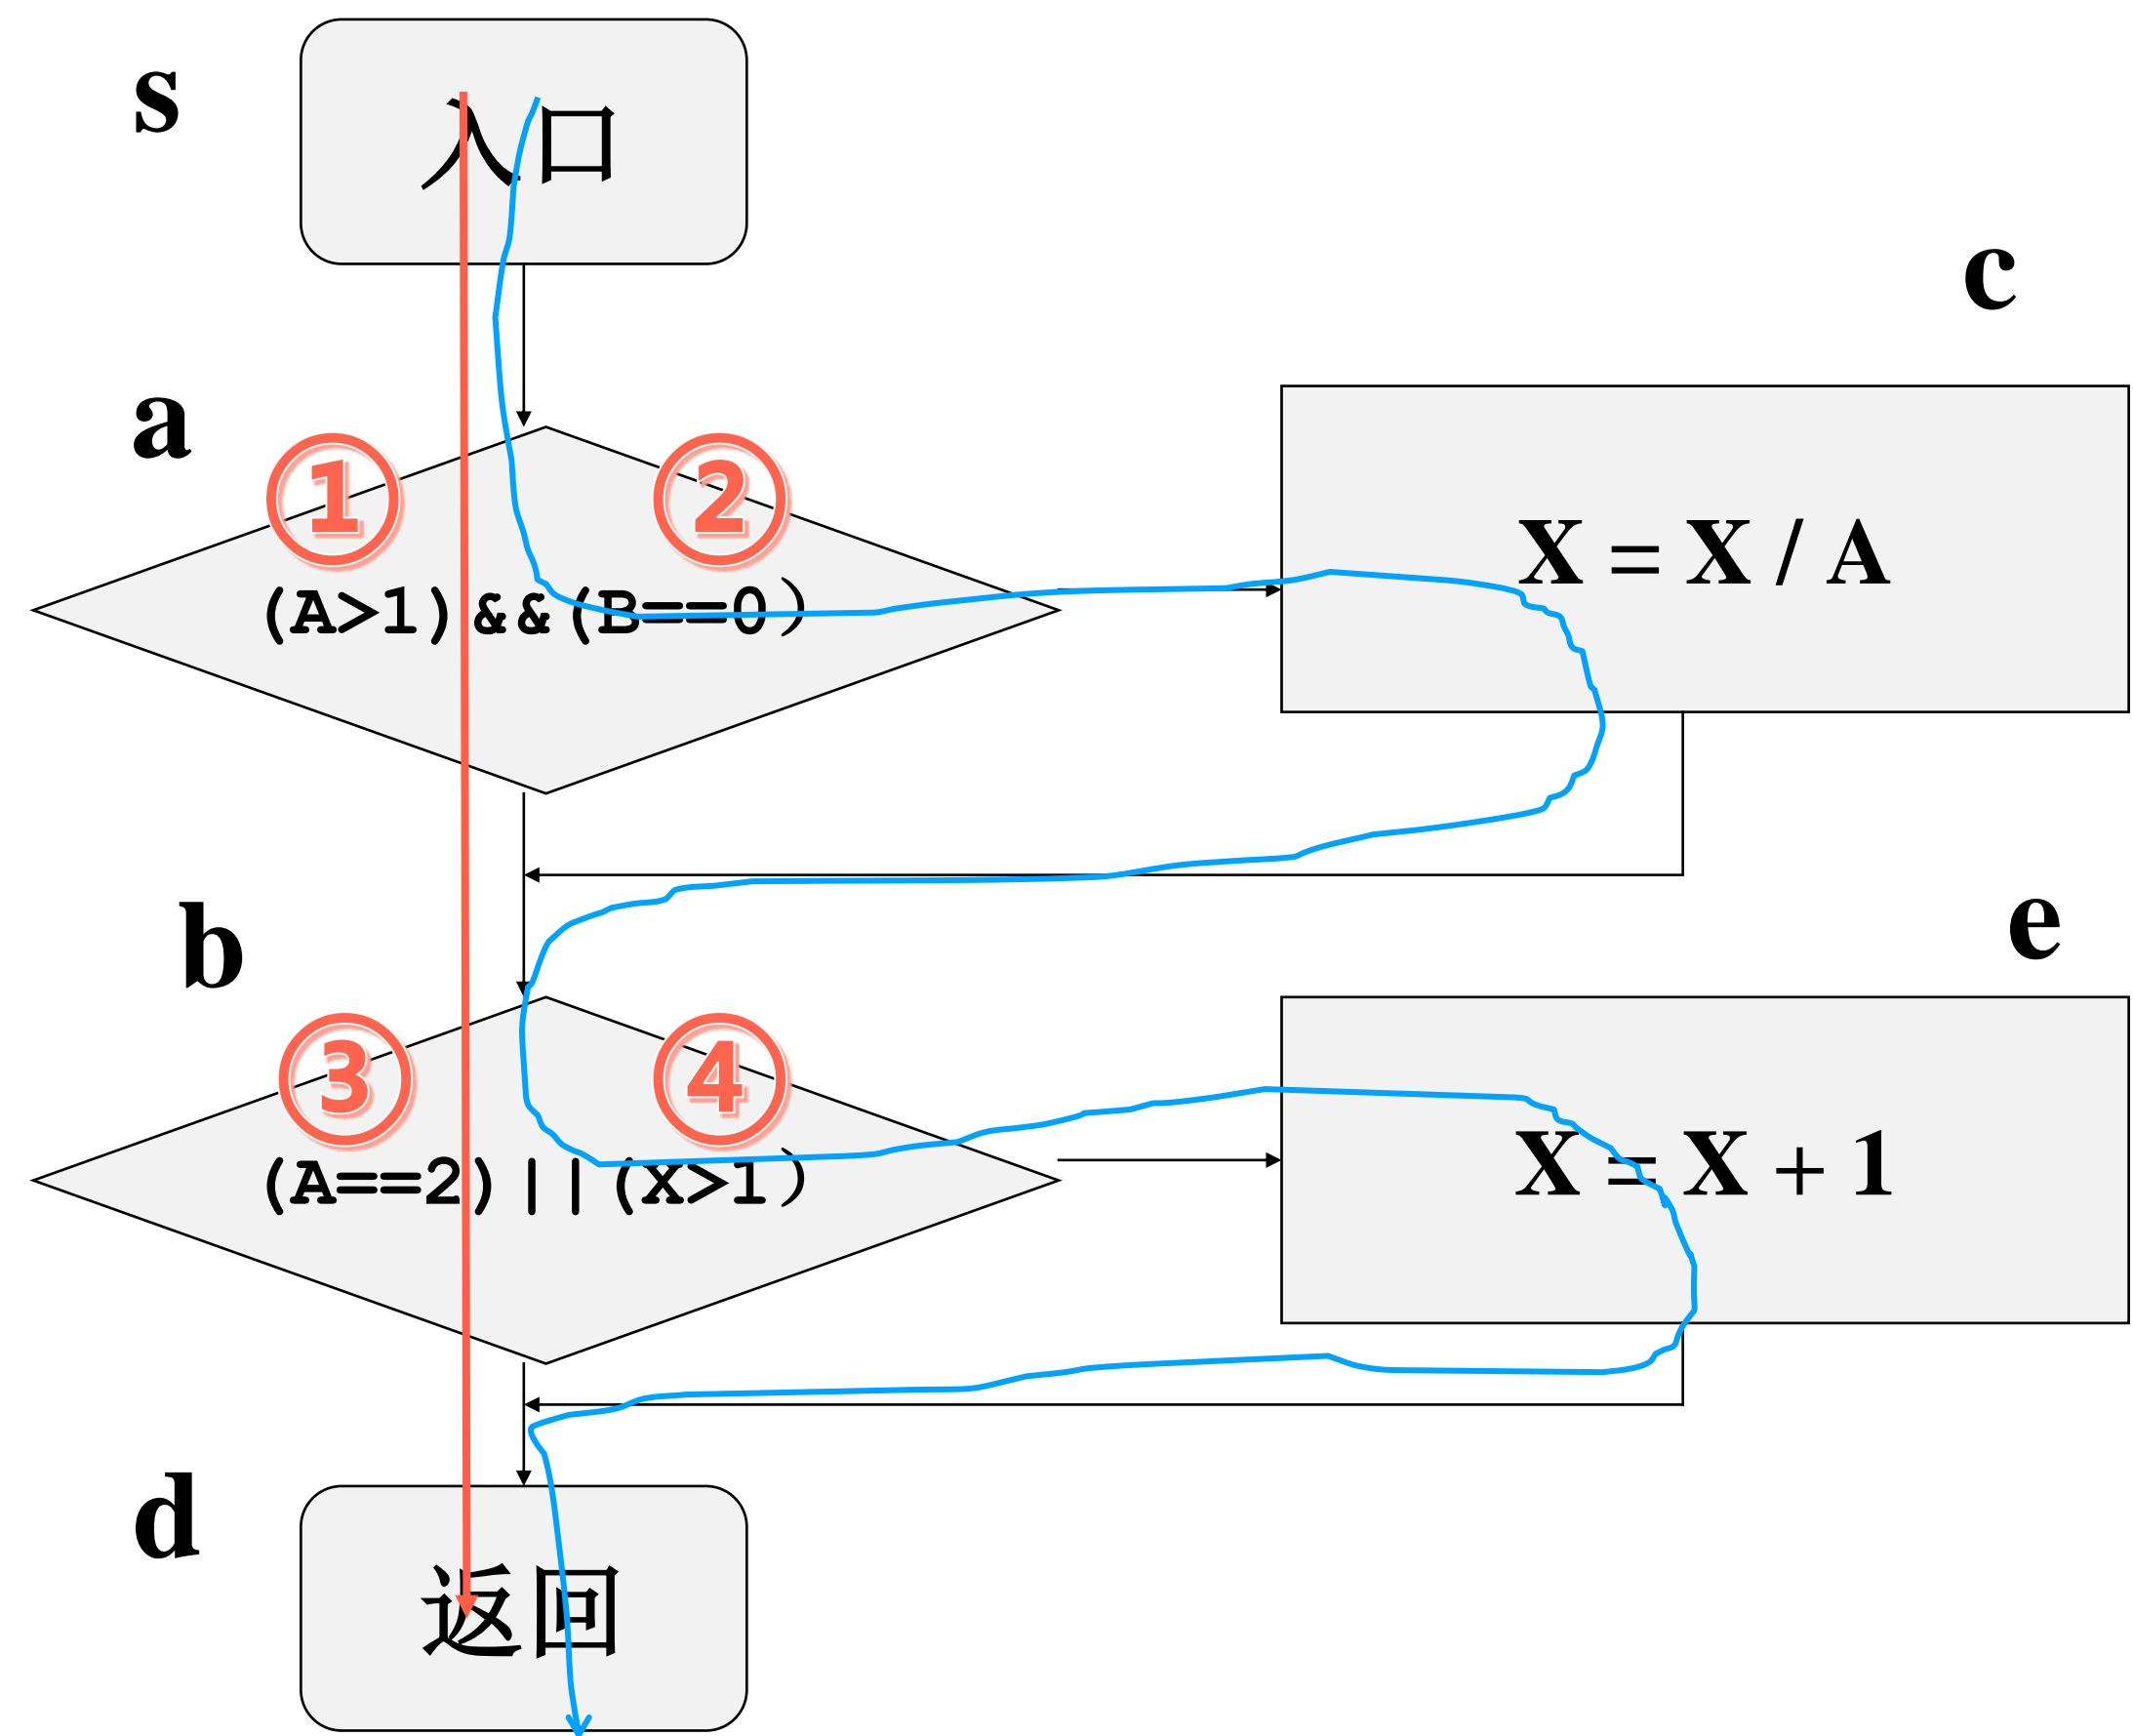 s
入口
c
a
① ②
X = X / A
(A>1)&&(B==0)
b
e
③ ④
(A==2) || (X>1)
X = X + 1
d
返回